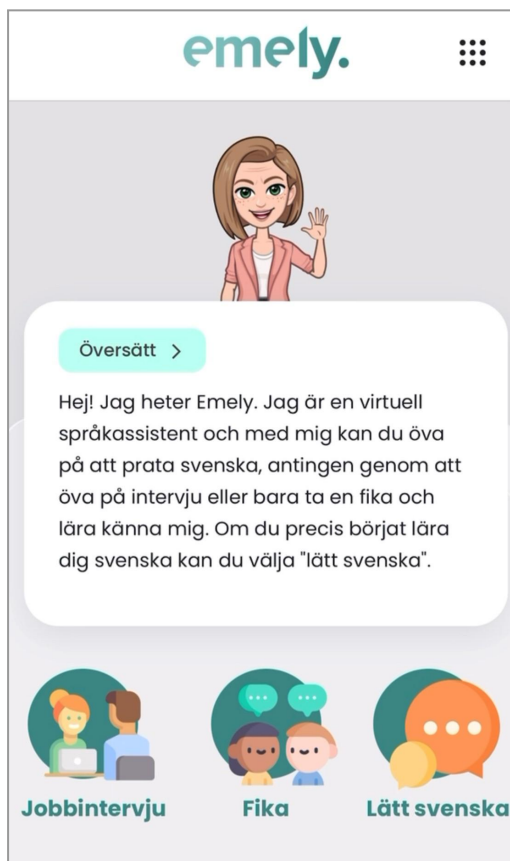 emely.
Översätt
Hej! Jag heter Emely. Jag är en virtuell
språkassistent och med mig kan du öva
på att prata svenska, antingen genom att
öva på intervju eller bara ta en fika och
lära känna mig. Om du precis börjat lära
dig svenska kan du välja "lätt svenska".
Jobbintervju
Fika
Lätt svenska